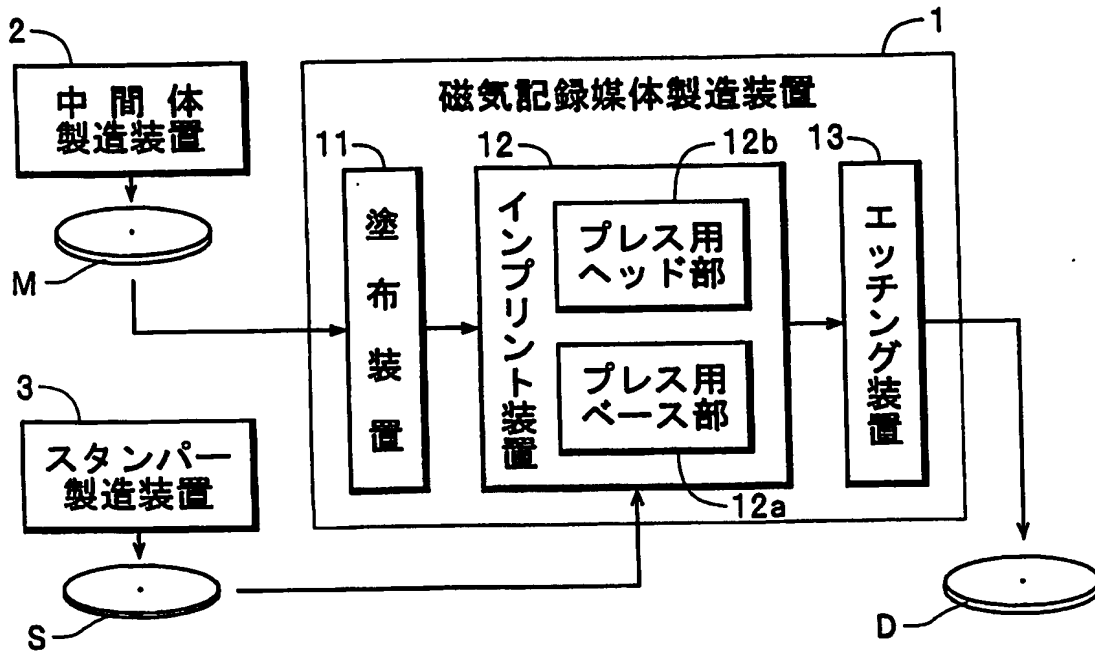 1
2
中間体
製造装置
磁気記録媒体製造装置
11
12
12b
13
塗布装置
インプリント装置
プレス用
ヘッド部
エッチング装置
M
プレス用
ベース部
3
スタンパー
製造装置
12a
S
D